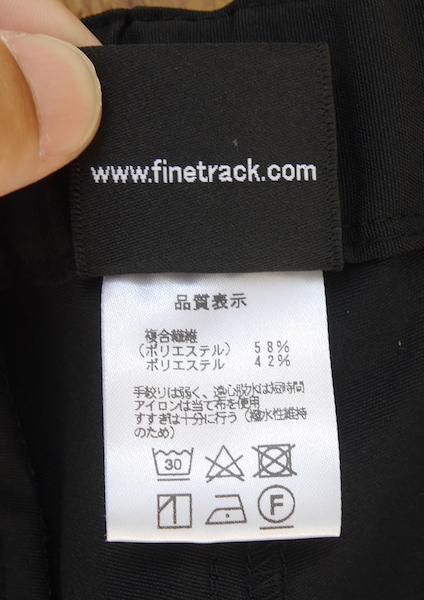 www.finetrack.com
品質表示
複合繊維
(ポリエステル) 58%
ポリエステル 42%
手絞りは弱く、遠心脱水は短時間
アイロンは当て布を使用
すすぎは十分に行う(撥水性維持
のため)
30
F